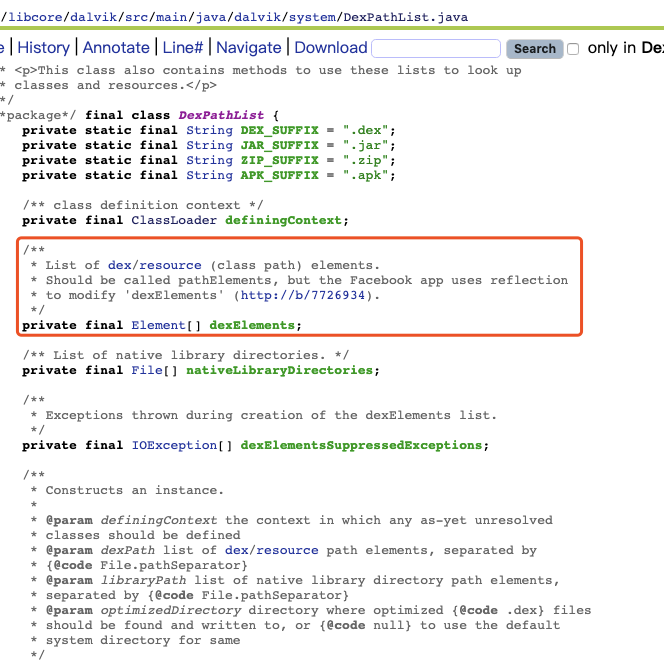 /libcore/dalvik/src/main/java/dalvik/system/DexPathList.java
e | History | Annotate | Line# | Navigate | Download Search only in De
* <p>This class also contains methods to use these lists to look up
* classes and resources.</p>
*/
*package*/ final class DexPathList {
private static final String DEX_SUFFIX = ".dex";
private static final String JAR_SUFFIX = ".jar";
private static final String ZIP_SUFFIX = ".zip";
private static final String APK_SUFFIX = ".apk";
/** class definition context */
private final ClassLoader definingContext;
/**
* List of dex/resource (class path) elements.
* Should be called pathElements, but the Facebook app uses reflection
* to modify 'dexElements' (http://b/7726934).
*/
private final Element[] dexElements;
/** List of native library directories. */
private final File[] nativeLibraryDirectories;
/**
* Exceptions thrown during creation of the dexElements list.
*/
private final IOException[] dexElementsSuppressedExceptions;
/**
* Constructs an instance.
*
* @param definingContext the context in which any as-yet unresolved
* classes should be defined
* @param dexPath list of dex/resource path elements, separated by
* {@code File.pathSeparator}
* @param libraryPath list of native library directory path elements,
* separated by {@code File.pathSeparator}
* @param optimizedDirectory directory where optimized {@code .dex} files
* should be found and written to, or {@code null} to use the default
* system directory for same
*/